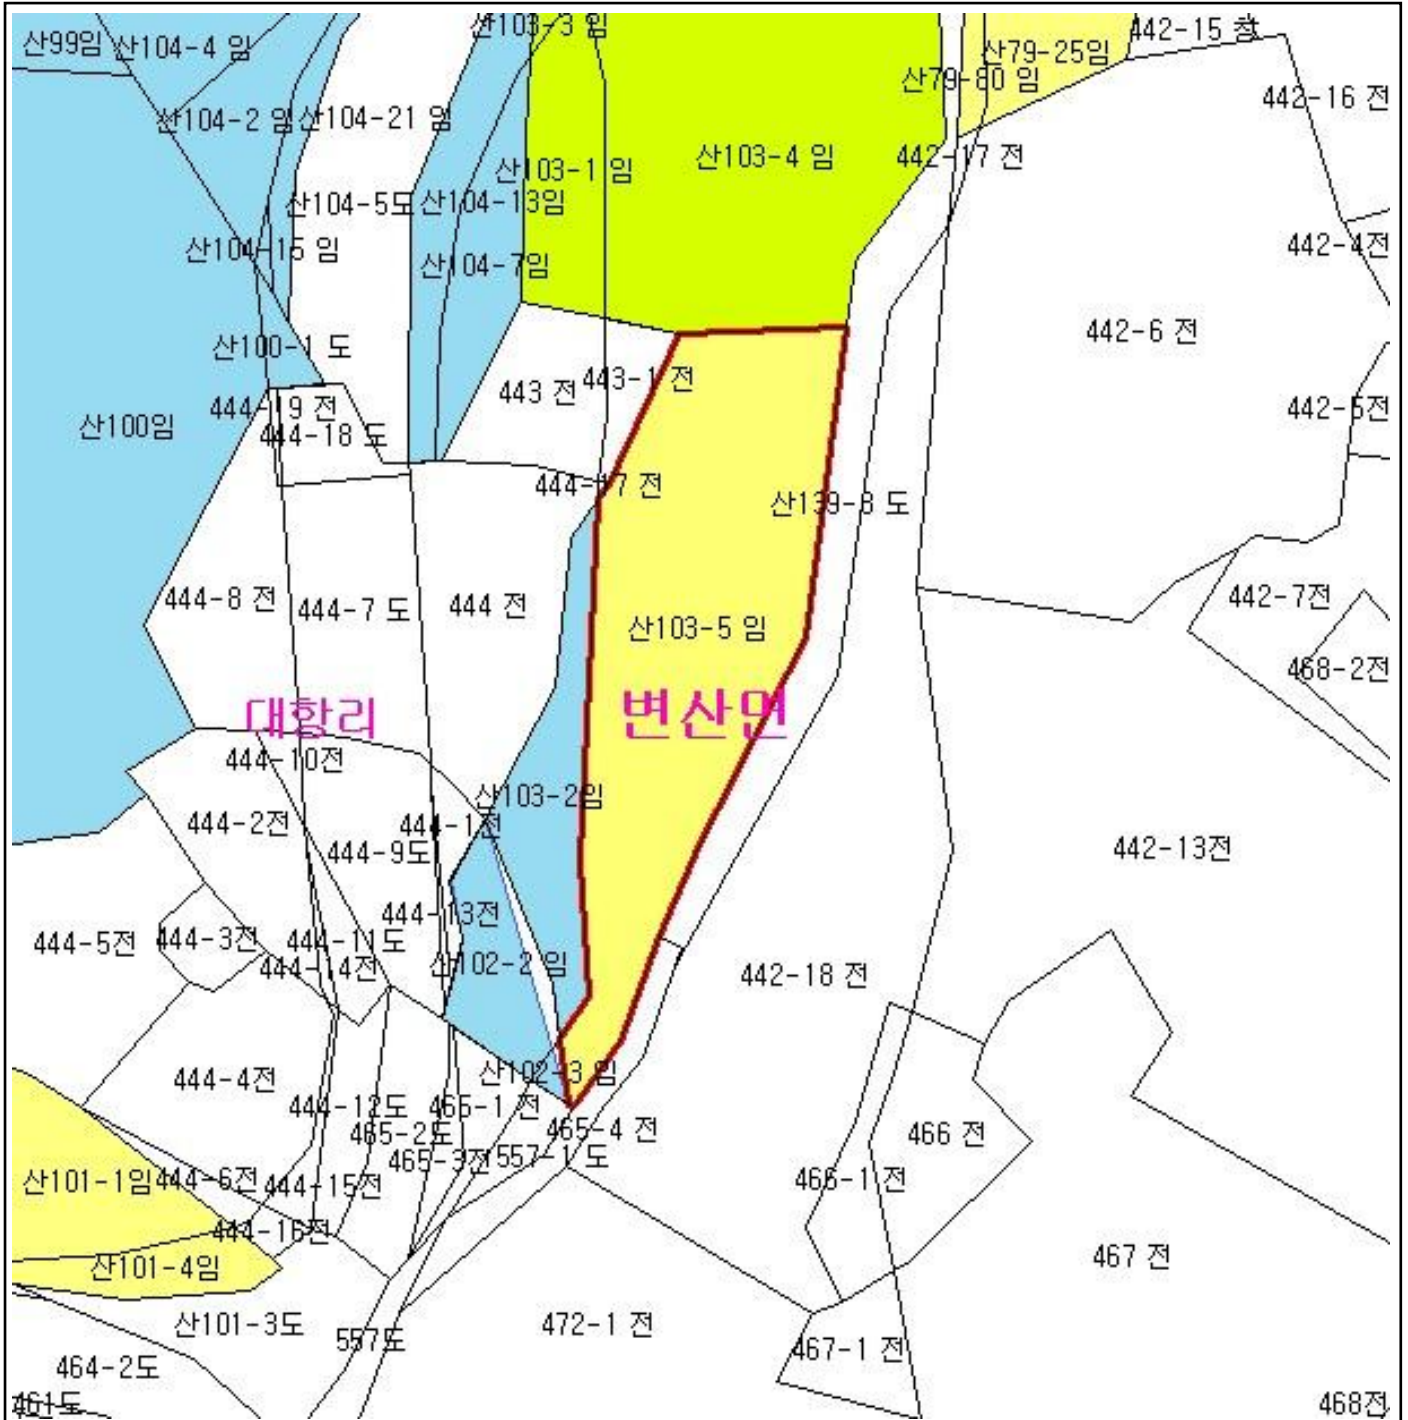 산103-3 임
442-15 창
산99임
산104-4 임
산79-25임
산79-80 임
442-16 전
산104-2 임
산104-21 임
산103-4 임
442-17 전
산103-1 임
산104-5도
산104-13임
산104-15 임
442-4전
산104-7임
442-6 전
산100-1 도
443-1 전
443 전
444-19 전
442-5전
산100임
444-18 도
444-17 전
산139-8 도
444-8 전
444-7 도
444 전
442-7전
산103-5 임
468-2전
대항리
변산면
444-10전
산103-2임
444-2전
444-1전
444-9도
442-13전
444-13전
444-5전
444-3전
444-11도
444-14전
산102-2 임
442-18 전
444-4전
산102-3 임
444-12도
465-1 전
465-2도
465-4 전
466 전
465-3전
557-1 도
산101-1임
444-6전
444-15전
466-1 전
444-16전
467 전
산101-4임
산101-3도
557도
472-1 전
467-1 전
464-2도
461도
468전